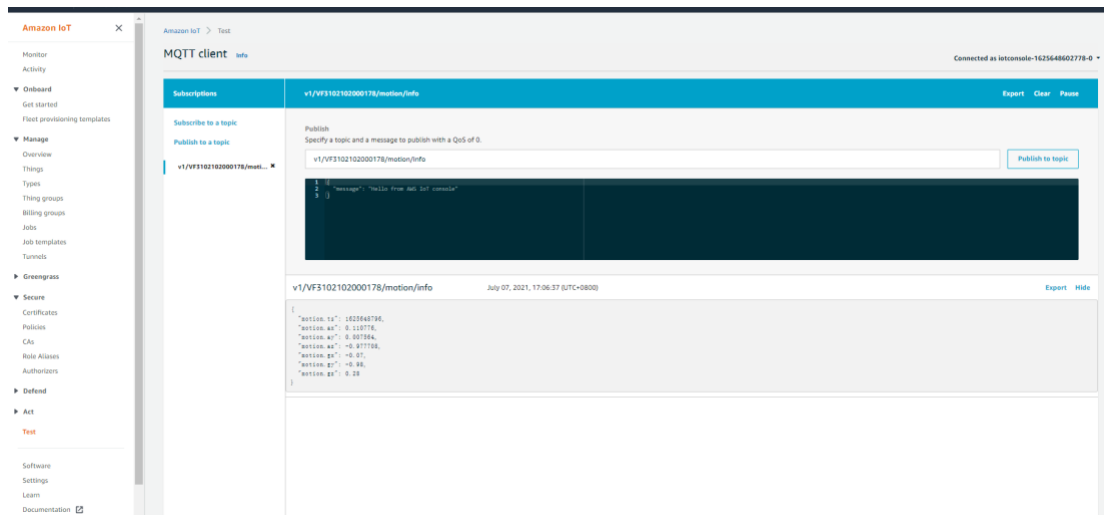 Amazon IoT
Monitor
Activity
Onboard
Get started
Fleet provisioning templates
Manage
Overview
Things
Types
Thing groups
Billing groups
Jobs
Job templates
Tunnels
Greengrass
Secure
Certificates
Policies
CAs
Role Aliases
Authorizers
Defend
Act
Test
Software
Settings
Learn
Documentation
Amazon IoT > Test
MQTT client Info
Connected as iotconsole-1625648602778-0
Subscriptions
Subscribe to a topic
Publish to a topic
v1/VF3102102000178/moti...
v1/VF3102102000178/motion/info
Export Clear Pause
Publish
Specify a topic and a message to publish with a QoS of 0.
v1/VF3102102000178/motion/info
Publish to topic
1 {
2 "message": "Hello from AWS IoT console"
3 }
v1/VF3102102000178/motion/info July 07, 2021, 17:06:37 (UTC+0800)
Export Hide
{
"motion.ts": 1625648796,
"motion.ax": 0.110776,
"motion.ay": 0.007364,
"motion.az": -0.977788,
"motion.gx": -0.07,
"motion.gy": -0.98,
"motion.gz": 0.28
}